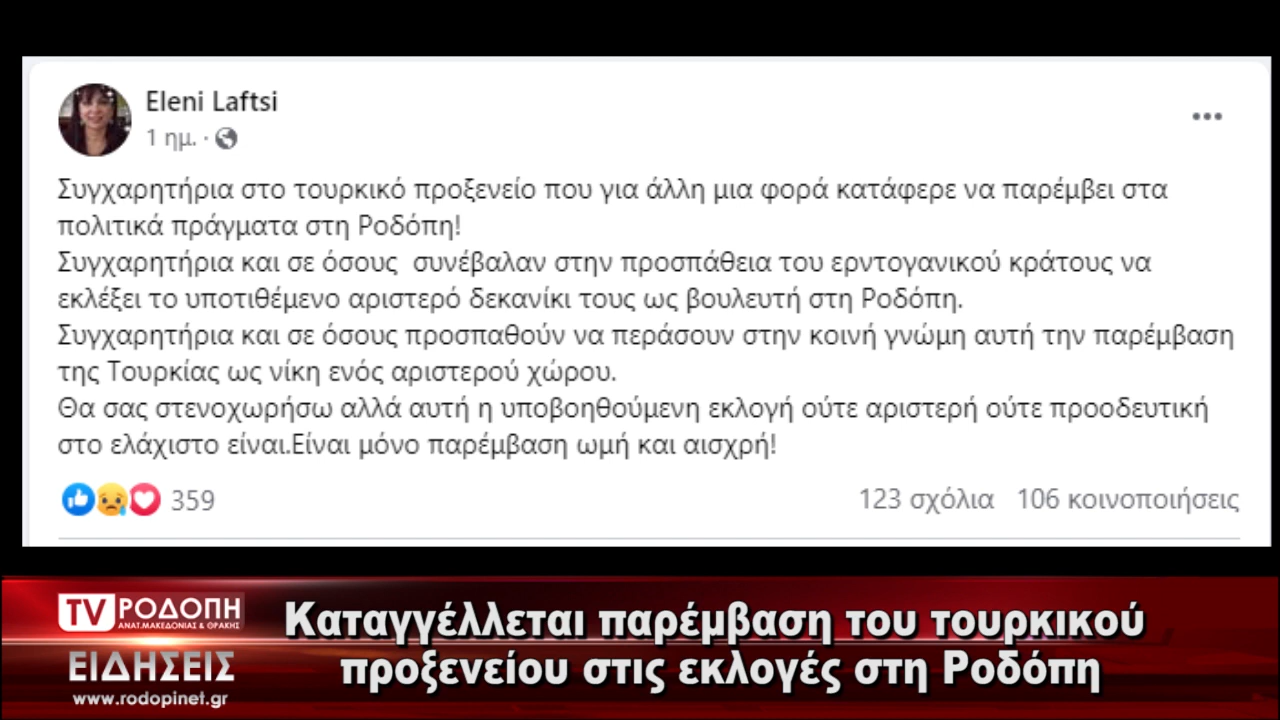 Eleni Laftsi
1 ημ. ·
Συγχαρητήρια στο τουρκικό προξενείο που για άλλη μια φορά κατάφερε να παρέμβει στα
πολιτικά πράγματα στη Ροδόπη!
Συγχαρητήρια και σε όσους  συνέβαλαν στην προσπάθεια του ερντογανικού κράτους να
εκλέξει το υποτιθέμενο αριστερό δεκανίκι τους ως βουλευτή στη Ροδόπη.
Συγχαρητήρια και σε όσους προσπαθούν να περάσουν στην κοινή γνώμη αυτή την παρέμβαση
της Τουρκίας ως νίκη ενός αριστερού χώρου.
Θα σας στενοχωρήσω αλλά αυτή η υποβοηθούμενη εκλογή ούτε αριστερή ούτε προοδευτική
στο ελάχιστο είναι.Είναι μόνο παρέμβαση ωμή και αισχρή!
359
123 σχόλια 106 κοινοποιήσεις
TV ΡΟΔΟΠΗ
ΑΝΑΤ.ΜΑΚΕΔΟΝΙΑΣ & ΘΡΑΚΗΣ
ΕΙΔΗΣΕΙΣ
www.rodopinet.gr
Καταγγέλλεται παρέμβαση του τουρκικού
προξενείου στις εκλογές στη Ροδόπη